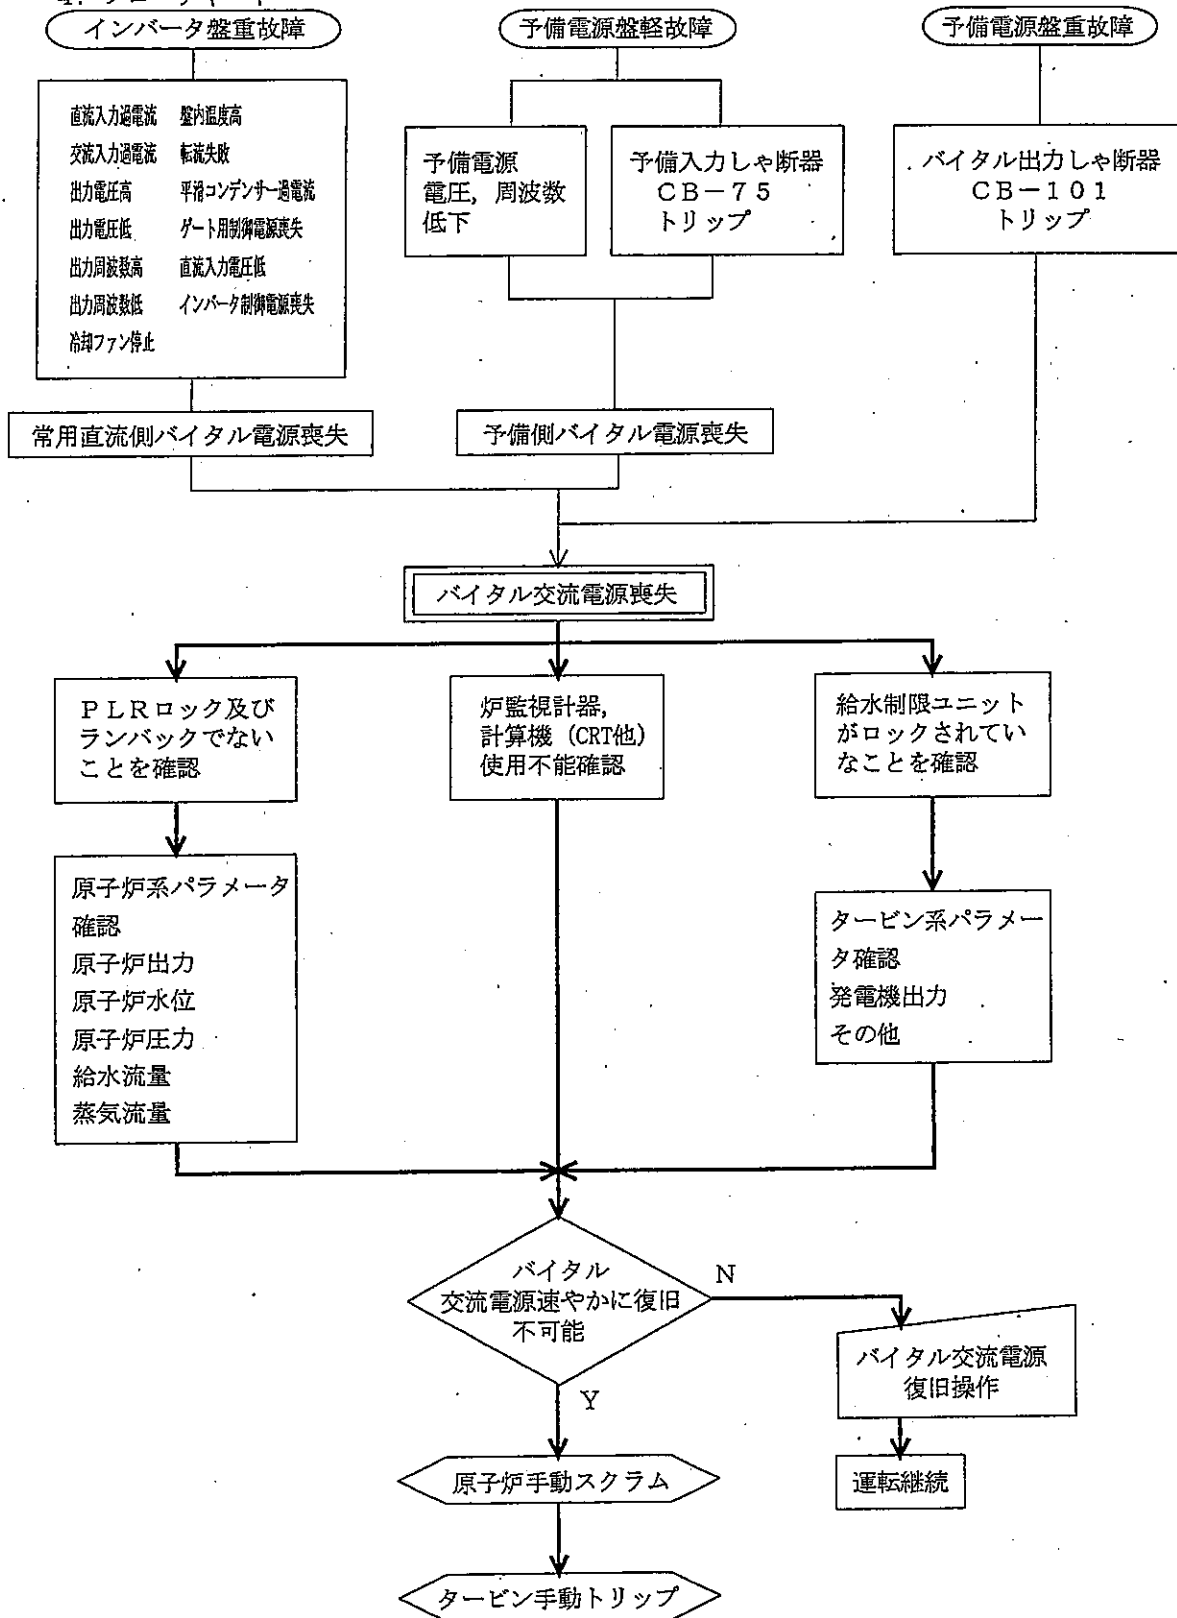 4. フローチャート
インバータ盤重故障
予備電源盤軽故障
予備電源盤重故障
直流入力過電流 盤内温度高
交流入力過電流 転流失敗
出力電圧高 平滑コンデンサー過電流
出力電圧低 ゲート用制御電源喪失
出力周波数高 直流入力電圧低
出力周波数低 インバータ制御電源喪失
冷却ファン停止
予備電源
電圧，周波数
低下
予備入力しゃ断器
ＣＢ－７５
トリップ
バイタル出力しゃ断器
ＣＢ－１０１
トリップ
常用直流側バイタル電源喪失
予備側バイタル電源喪失
バイタル交流電源喪失
ＰＬＲロック及び
ランバックでない
ことを確認
炉監視計器，
計算機（CRT他）
使用不能確認
給水制限ユニット
がロックされてい
なことを確認
原子炉系パラメータ
確認
原子炉出力
原子炉水位
原子炉圧力
給水流量
蒸気流量
タービン系パラメー
タ確認
発電機出力
その他
バイタル
交流電源速やかに復旧
不可能
N
Y
バイタル交流電源
復旧操作
運転継続
原子炉手動スクラム
タービン手動トリップ